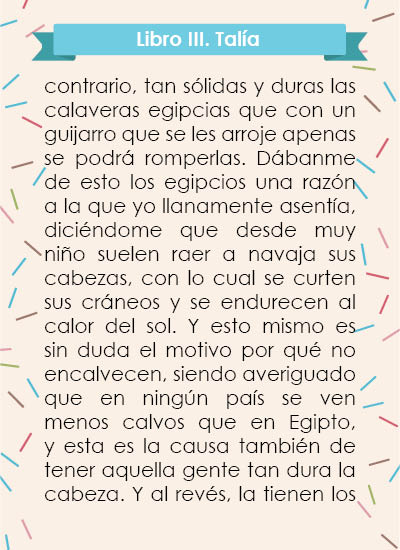 Libro III. Talía
contrario, tan sólidas y duras las
calaveras egipcias que con un
guijarro que se les arroje apenas
se podrá romperlas. Dábanme
de esto los egipcios una razón
a la que yo llanamente asentía,
diciéndome que desde muy
niño suelen raer a navaja sus
cabezas, con lo cual se curten
sus cráneos y se endurecen al
calor del sol. Y esto mismo es
sin duda el motivo por qué no
encalvecen, siendo averiguado
que en ningún país se ven
menos calvos que en Egipto,
y esta es la causa también de
tener aquella gente tan dura la
cabeza. Y al revés, la tienen los